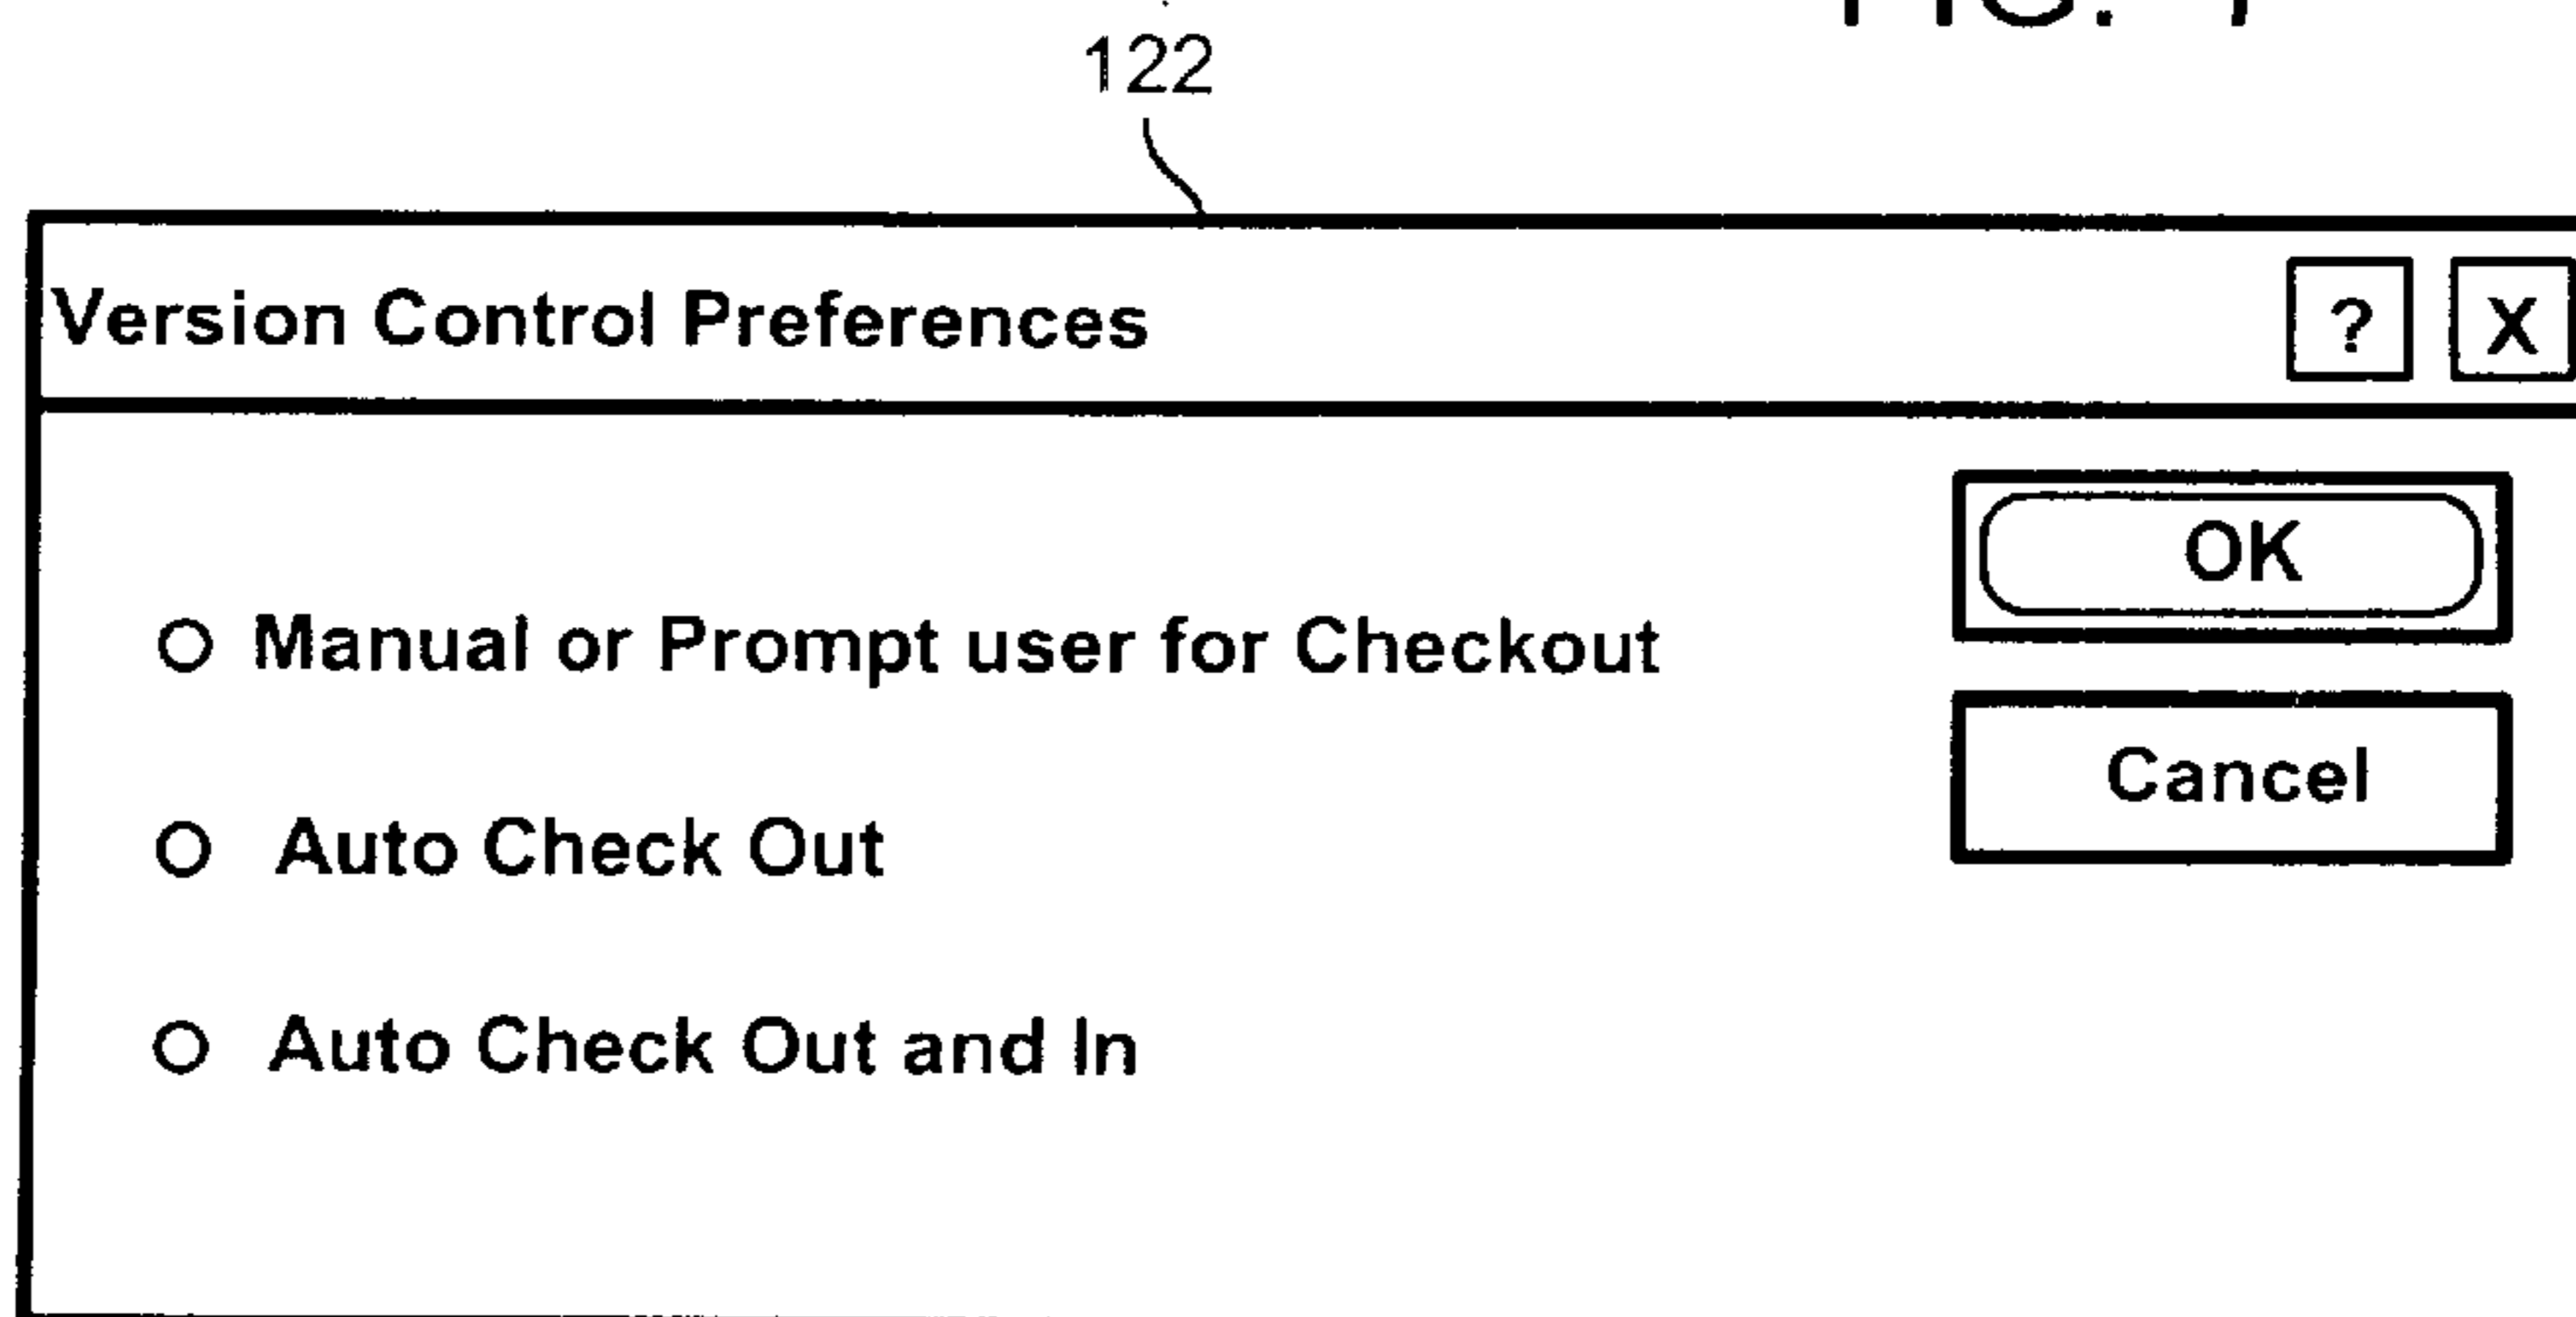 FIG.
122
Version Control Preferences ? X
OK
Manual or Prompt user for Checkout
Cancel
Auto Check Out
Auto Check Out and In